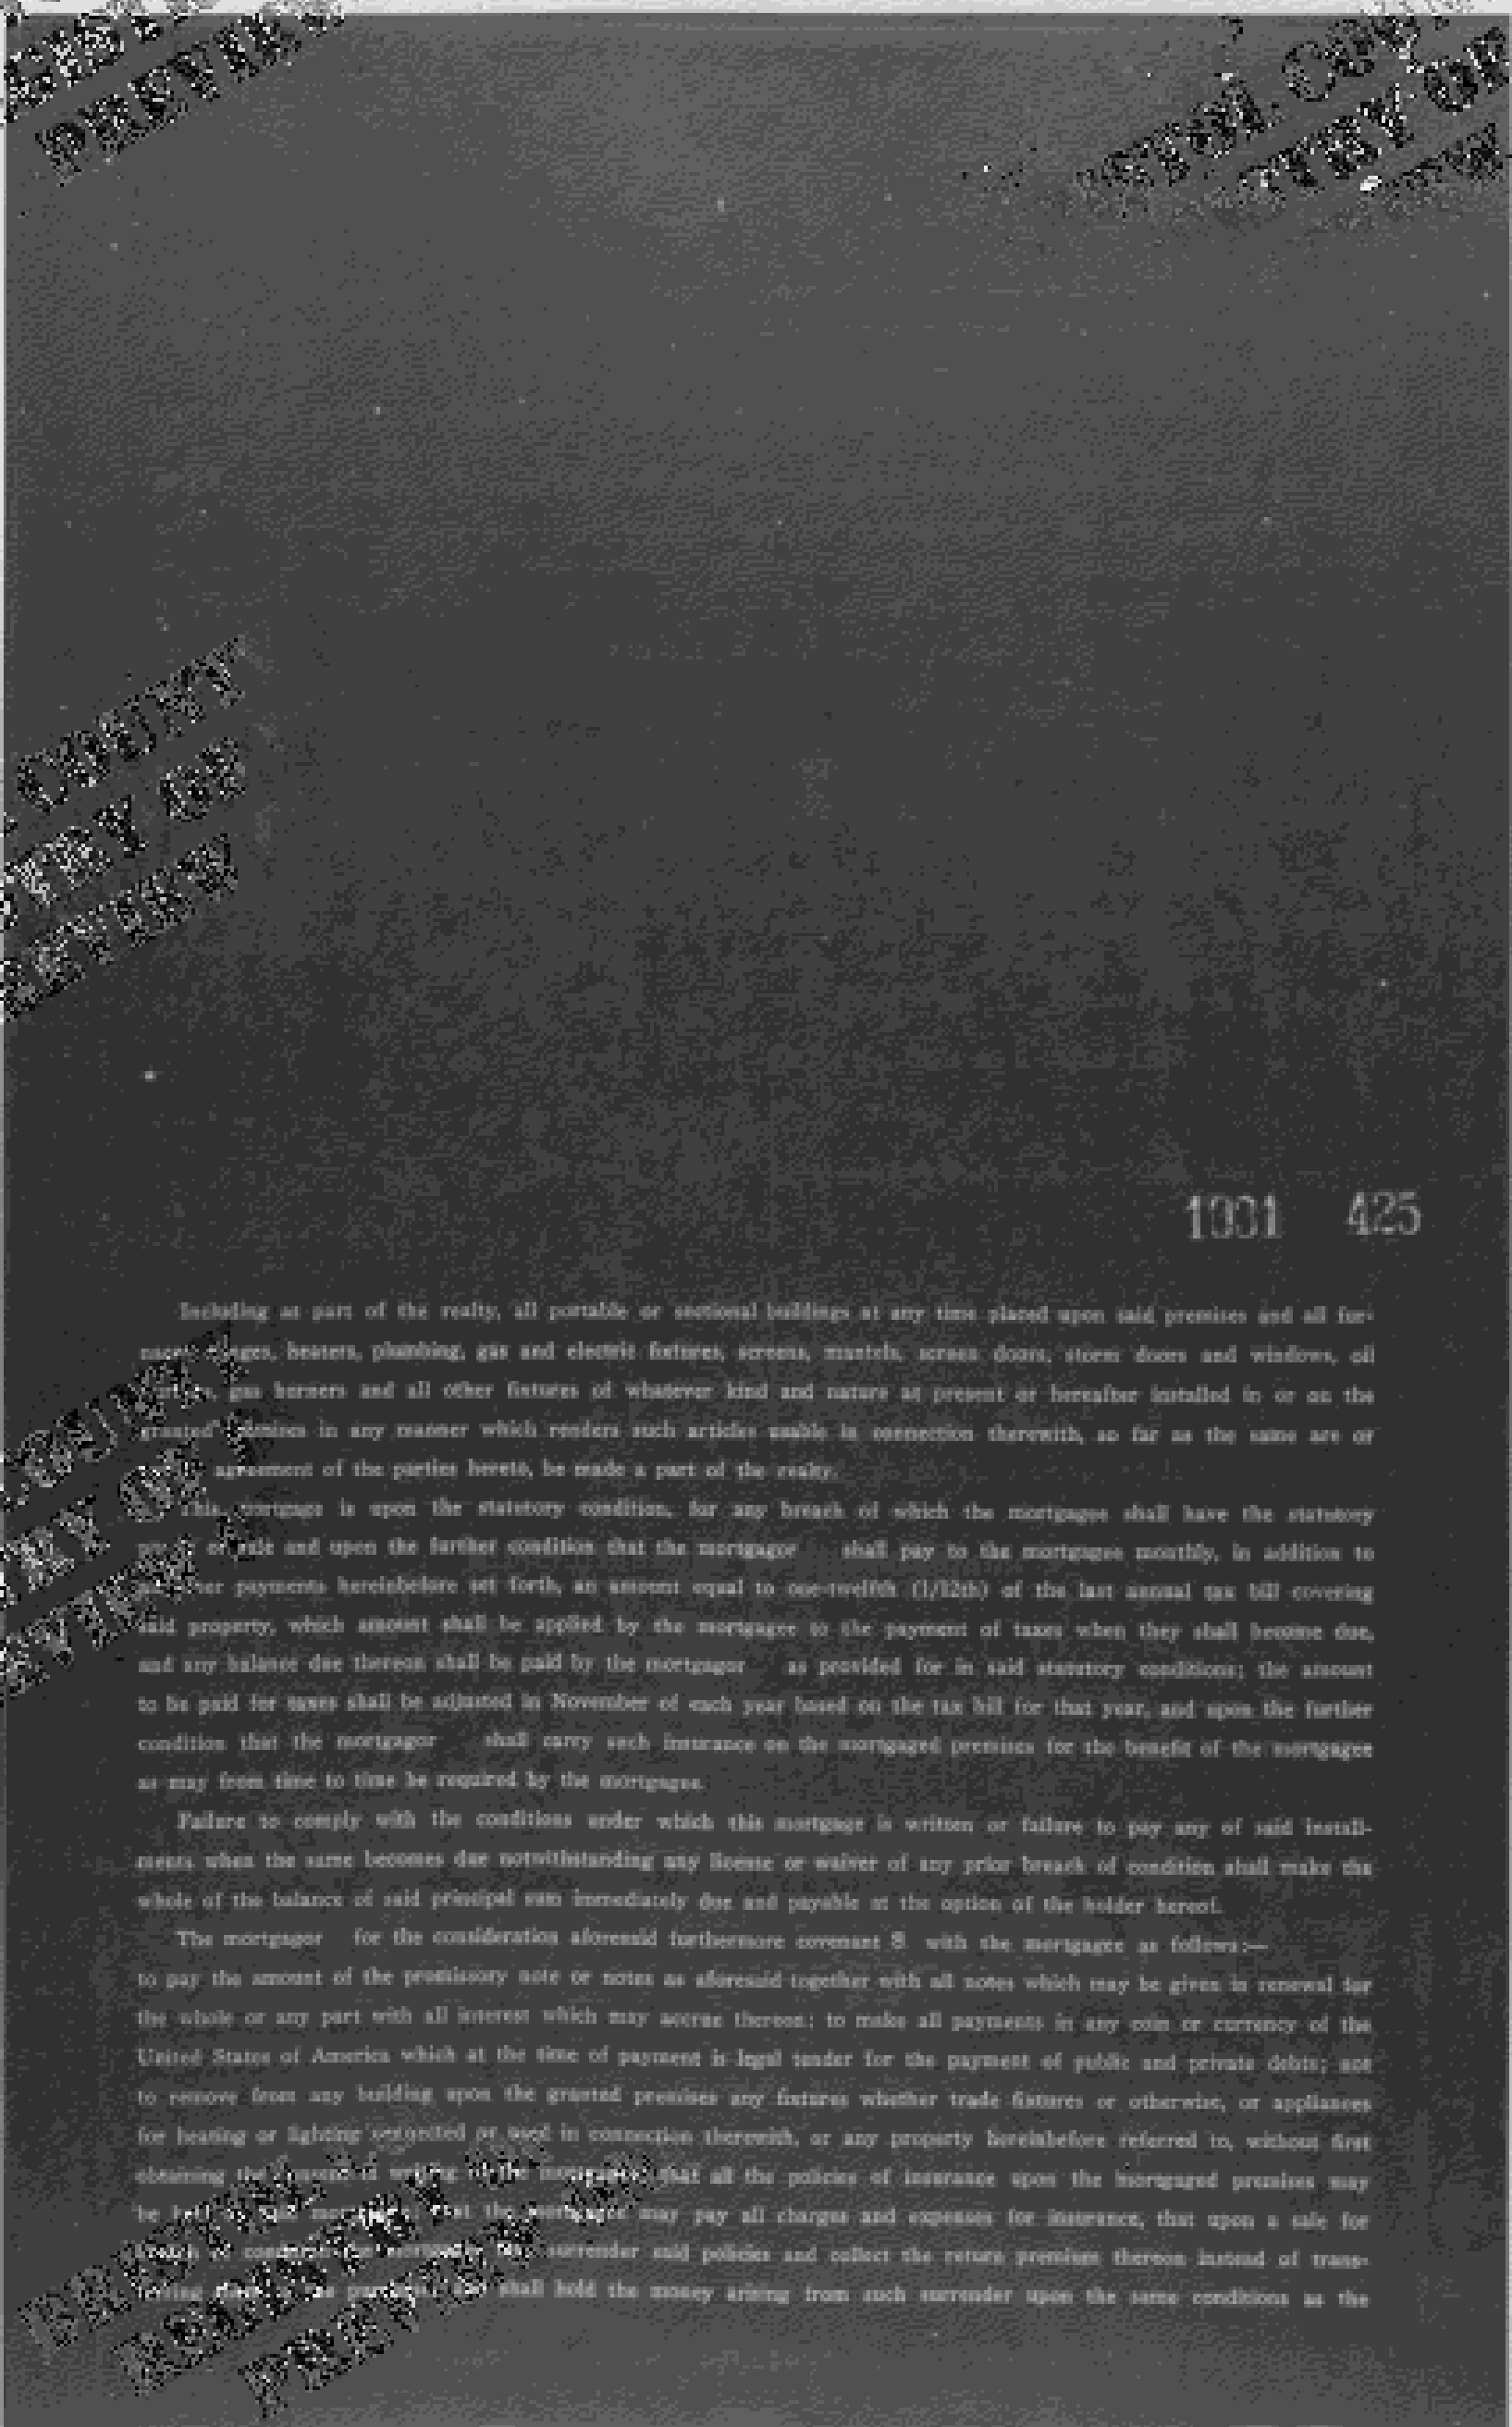 1031 425
Including as part of the realty, all portable or sectional buildings at any time placed upon said premises and all fur-
heaters, plumbing, gas and electric fixtures, screens, mantels, screen doors, storm doors and windows, oil
gas burners and all other fixtures of whatever kind and nature at present or hereafter installed in or on the
granted premises in any manner which renders such articles usable in connection therewith, so far as the same are or
agreement of the parties hereto, be made a part of the realty.
This mortgage is upon the statutory condition, for any breach of which the mortgagee shall have the statutory
of sale and upon the further condition that the mortgagor shall pay to the mortgagee monthly, in addition to
payments hereinbefore set forth, an amount equal to one-twelfth (1/12th) of the last annual tax bill covering
said property, which amount shall be applied by the mortgagee to the payment of taxes when they shall become due,
and any balance due thereon shall be paid by the mortgagor as provided for in said statutory conditions; the amount
to be paid for taxes shall be adjusted in November of each year based on the tax bill for that year, and upon the further
condition that the mortgagor shall carry such insurance on the mortgaged premises for the benefit of the mortgagee
as may from time to time be required by the mortgagee.
Failure to comply with the conditions under which this mortgage is written or failure to pay any of said install-
ments when the same becomes due notwithstanding any license or waiver of any prior breach of condition shall make the
whole of the balance of said principal sum immediately due and payable at the option of the holder hereof.
The mortgagor for the consideration aforesaid furthermore covenant S with the mortgagee as follows:—
to pay the amount of the promissory note or notes as aforesaid together with all notes which may be given in renewal for
the whole or any part with all interest which may accrue thereon; to make all payments in any coin or currency of the
United States of America which at the time of payment is legal tender for the payment of public and private debts; not
to remove from any building upon the granted premises any fixtures whether trade fixtures or otherwise, or appliances
for heating or lighting connected or used in connection therewith, or any property hereinbefore referred to, without first
obtaining the consent in writing of the mortgagee; that all the policies of insurance upon the mortgaged premises may
be the mortgagee may pay all charges and expenses for insurance, that upon a sale for
breach of surrender said policies and collect the return premium thereon instead of trans-
shall hold the money arising from such surrender upon the same conditions as the